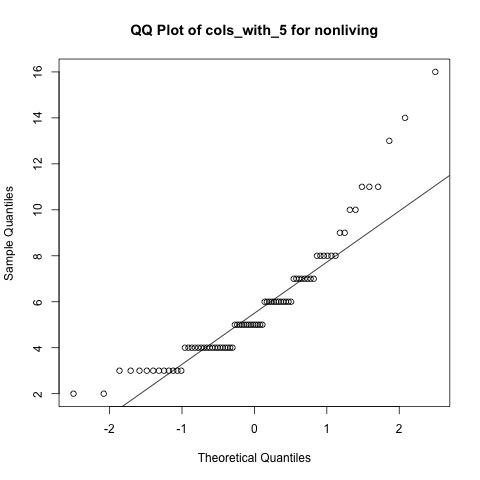 QQ Plot of cols_with_5 for nonliving
Sample Quantiles
16
14
12
10
8
6
4
2
-2 -1 0 1 2
Theoretical Quantiles